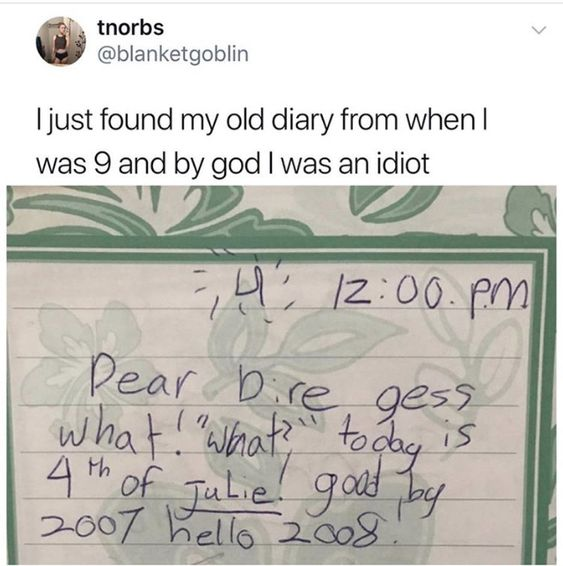 tnorbs
@blanketgoblin
I just found my old diary from when I
was 9 and by god I was an idiot
4 12:00. pm
Dear Dire gess
what! "what?" today is
4th of Julie! good by
2007 hello 2008!